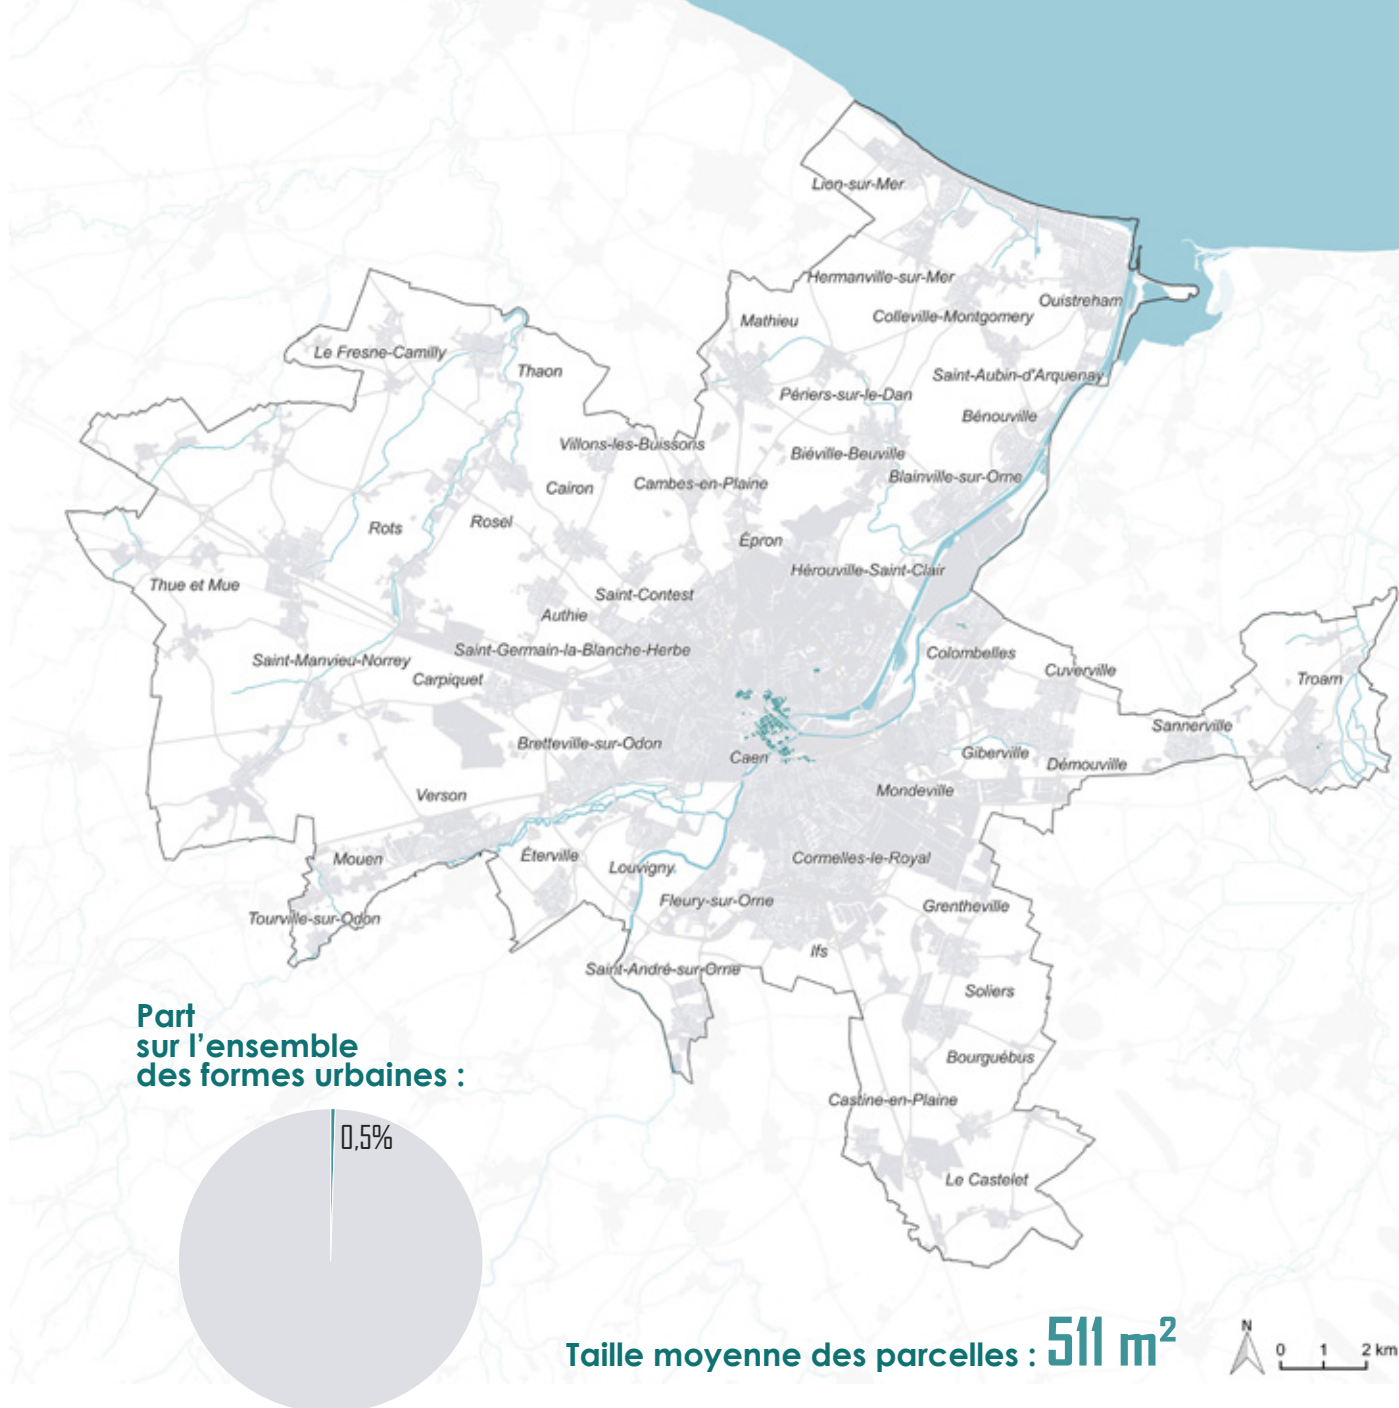 Lion-sur-Mer
Hermanville-sur-Mer
Ouistreham
Colleville-Montgomery
Mathieu
Le Fresne-Camilly
Thaon
Saint-Aubin-d'Arquenay
Périers-sur-le-Dan
Bénouville
Villons-les-Buissons
Biéville-Beuville
Blainville-sur-Orne
Cambes-en-Plaine
Cairon
Rosel
Rots
Épron
Hérouville-Saint-Clair
Thue et Mue
Saint-Contest
Authie
Saint-Germain-la-Blanche-Herbe
Colombelles
Saint-Manvieu-Norrey
Cuverville
Carpiquet
Troarn
Sannerville
Bretteville-sur-Odon
Giberville
Caen
Démouville
Mondeville
Verson
Mouen
Éterville
Cormelles-le-Royal
Louvigny
Fleury-sur-Orne
Grentheville
Tourville-sur-Odon
Ifs
Saint-André-sur-Orne
Soliers
Bourguébus
Castine-en-Plaine
Le Castelet
Part
sur l'ensemble
des formes urbaines :
0,5%
Taille moyenne des parcelles : 511 m²
N
0 1 2 km